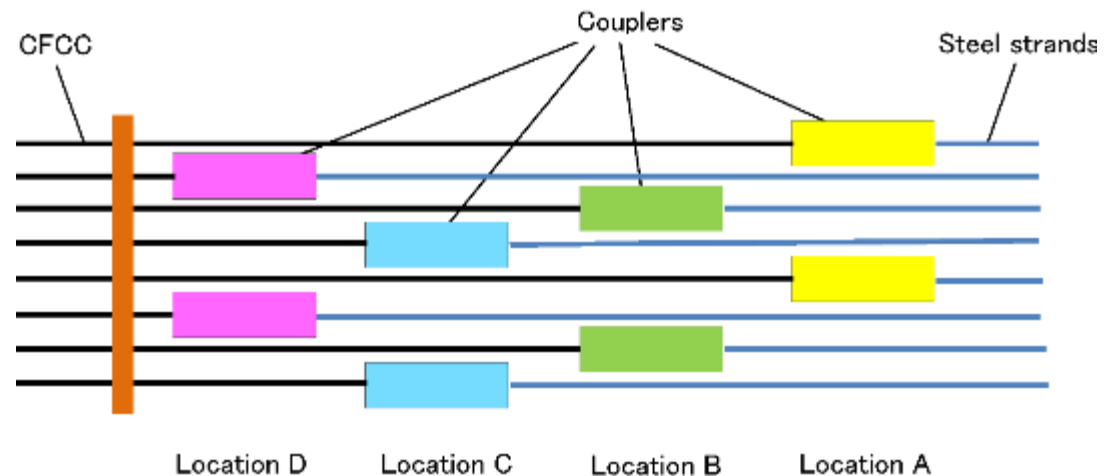 Couplers
CFCC
Steel strands
Location D
Location C
Location B
Location A